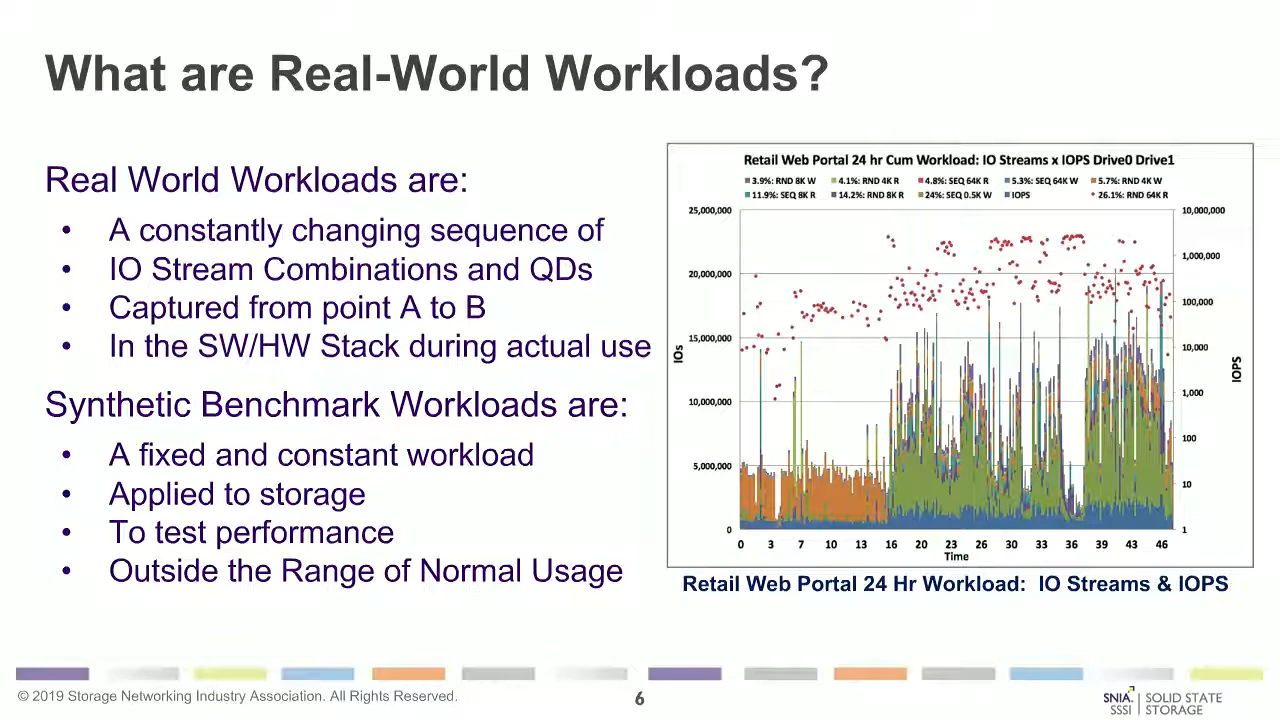 What are Real-World Workloads?
Real World Workloads are:
• A constantly changing sequence of
• IO Stream Combinations and QDs
• Captured from point A to B
• In the SW/HW Stack during actual use
Synthetic Benchmark Workloads are:
• A fixed and constant workload
• Applied to storage
• To test performance
• Outside the Range of Normal Usage
Retail Web Portal 24 hr Cum Workload: IO Streams x IOPS Drive0 Drive1
3.9%: RND 8K W 4.1%: RND 4K R 4.8%: SEQ 64K R 5.3%: SEQ 64K W 5.7%: RND 4K W
11.9%: SEQ 8K R 14.2%: RND 8K R 24%: SEQ 0.5K W IOPS 26.1%: RND 64K R
25,000,000 10,000,000
1,000,000
20,000,000
100,000
15,000,000
10,000
IOs
IOPS
1,000
10,000,000
100
5,000,000
10
0 1
0 3 7 10 13 16 20 23 26 30 33 36 39 43 46
Time
Retail Web Portal 24 Hr Workload: IO Streams & IOPS
© 2019 Storage Networking Industry Association. All Rights Reserved.
6
SNIA. | SOLID STATE
SSSI | STORAGE